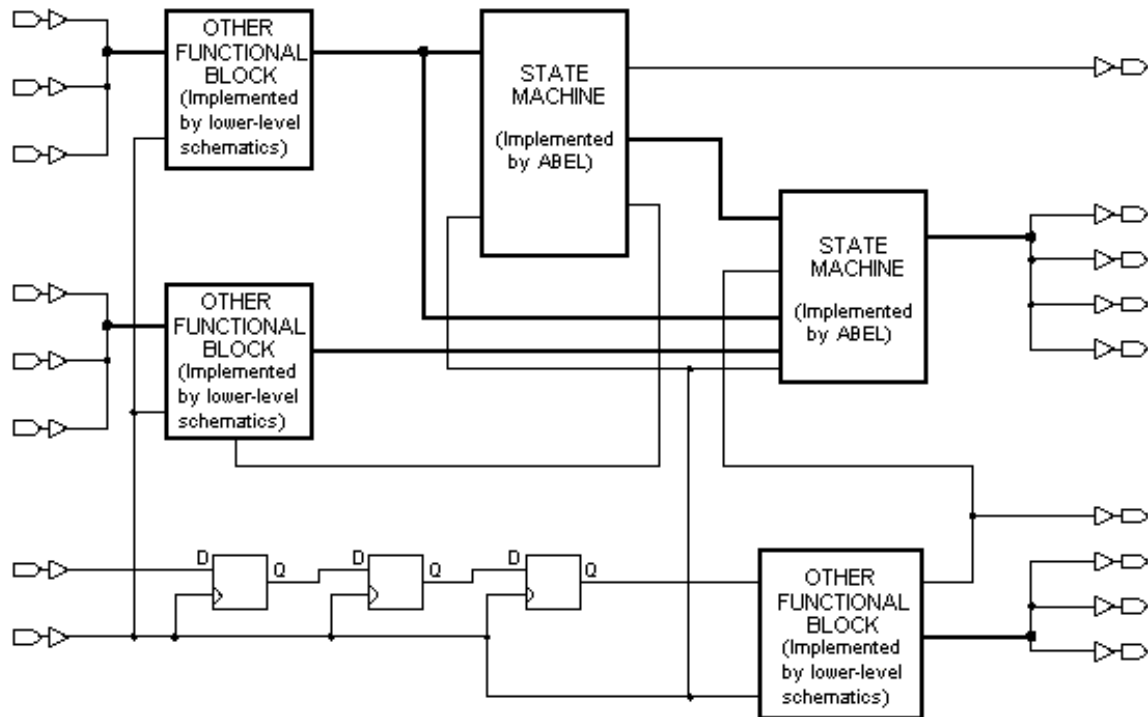 OTHER
FUNCTIONAL
BLOCK
(Implemented
by lower-level
schematics)
STATE
MACHINE
(Implemented
by ABEL)
STATE
MACHINE
(Implemented
by ABEL)
OTHER
FUNCTIONAL
BLOCK
(Implemented
by lower-level
schematics)
D
Q
D
Q
D
Q
OTHER
FUNCTIONAL
BLOCK
(Implemented
by lower-level
schematics)